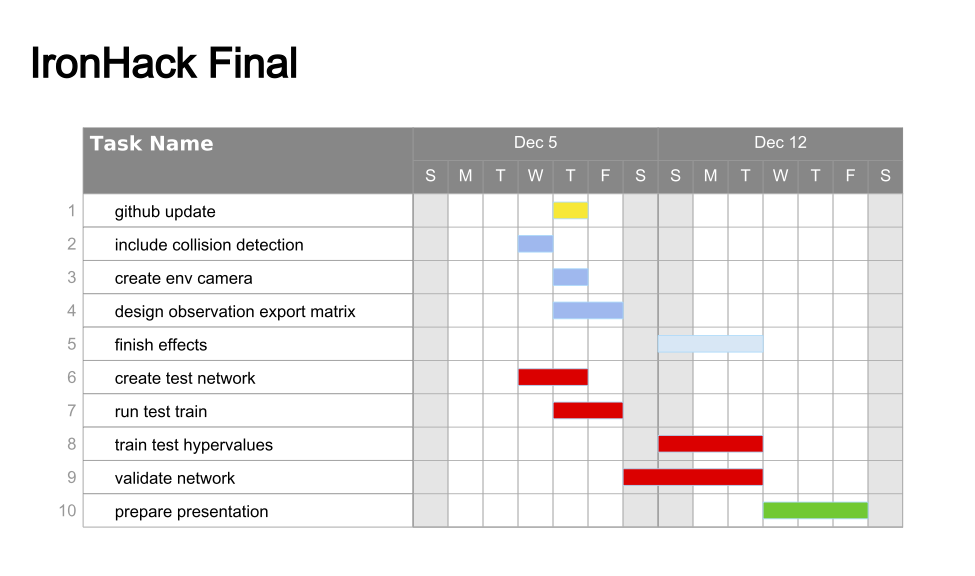 IronHack Final
Task Name
Dec 5 Dec 12
S M T W T F S S M T W T F S
1 github update
2 include collision detection
3 create env camera
4 design observation export matrix
5 finish effects
6 create test network
7 run test train
8 train test hypervalues
9 validate network
10 prepare presentation